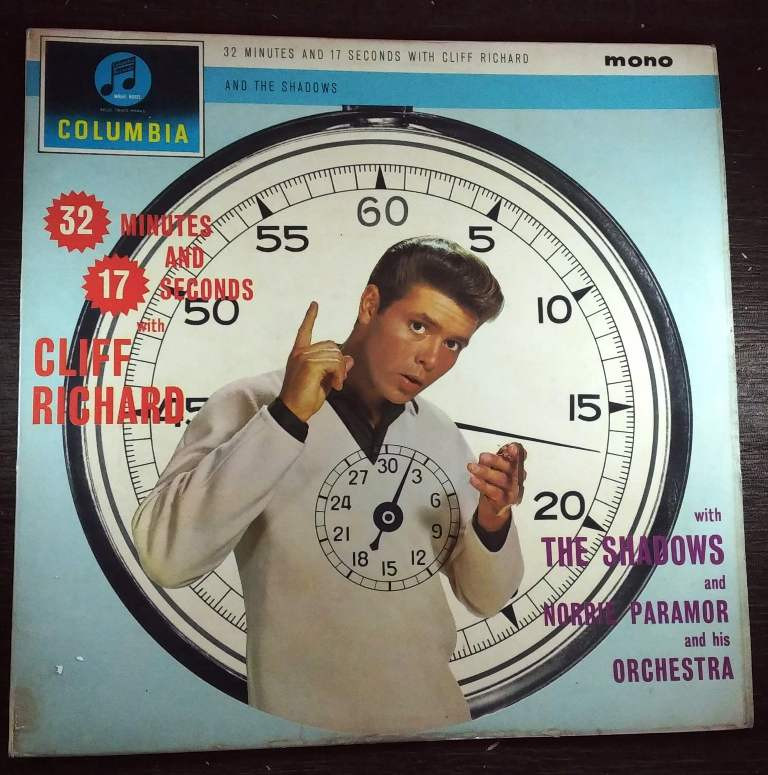 32 MINUTES AND 17 SECONDS WITH CLIFF RICHARD
mono
AND THE SHADOWS
COLUMBIA
32 MINUTES
AND
17 SECONDS
with
CLIFF
RICHARD
60
55
5
50
10
45
15
20
30
27
3
24
6
21
9
18
12
15
with
THE SHADOWS
and
NORRIE PARAMOR
and his
ORCHESTRA